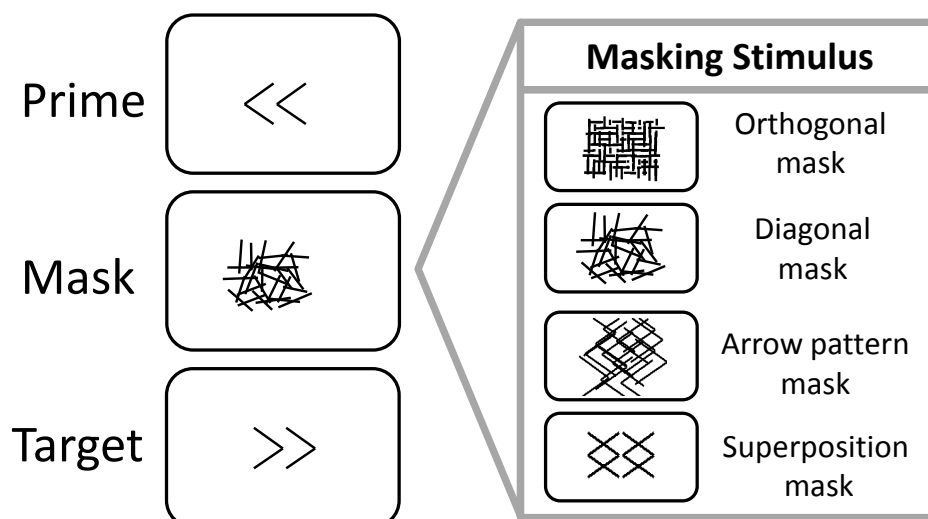 Prime
Mask
Target
Masking Stimulus
Orthogonal
mask
Diagonal
mask
Arrow pattern
mask
Superposition
mask